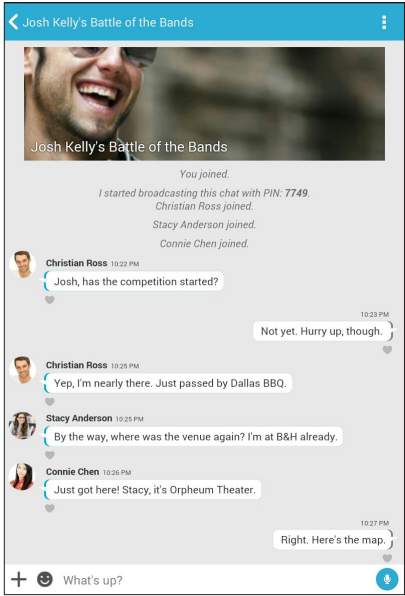 Josh Kelly's Battle of the Bands
Josh Kelly's Battle of the Bands
You joined.
I started broadcasting this chat with PIN: 7749.
Christian Ross joined.
Stacy Anderson joined.
Connie Chen joined.
Christian Ross 10:22 PM
Josh, has the competition started?
10:23 PM
Not yet. Hurry up, though.
Christian Ross 10:25 PM
Yep, I'm nearly there. Just passed by Dallas BBQ.
Stacy Anderson 10:25 PM
By the way, where was the venue again? I'm at B&H already.
Connie Chen 10:26 PM
Just got here! Stacy, it's Orpheum Theater.
10:27 PM
Right. Here's the map.
What's up?